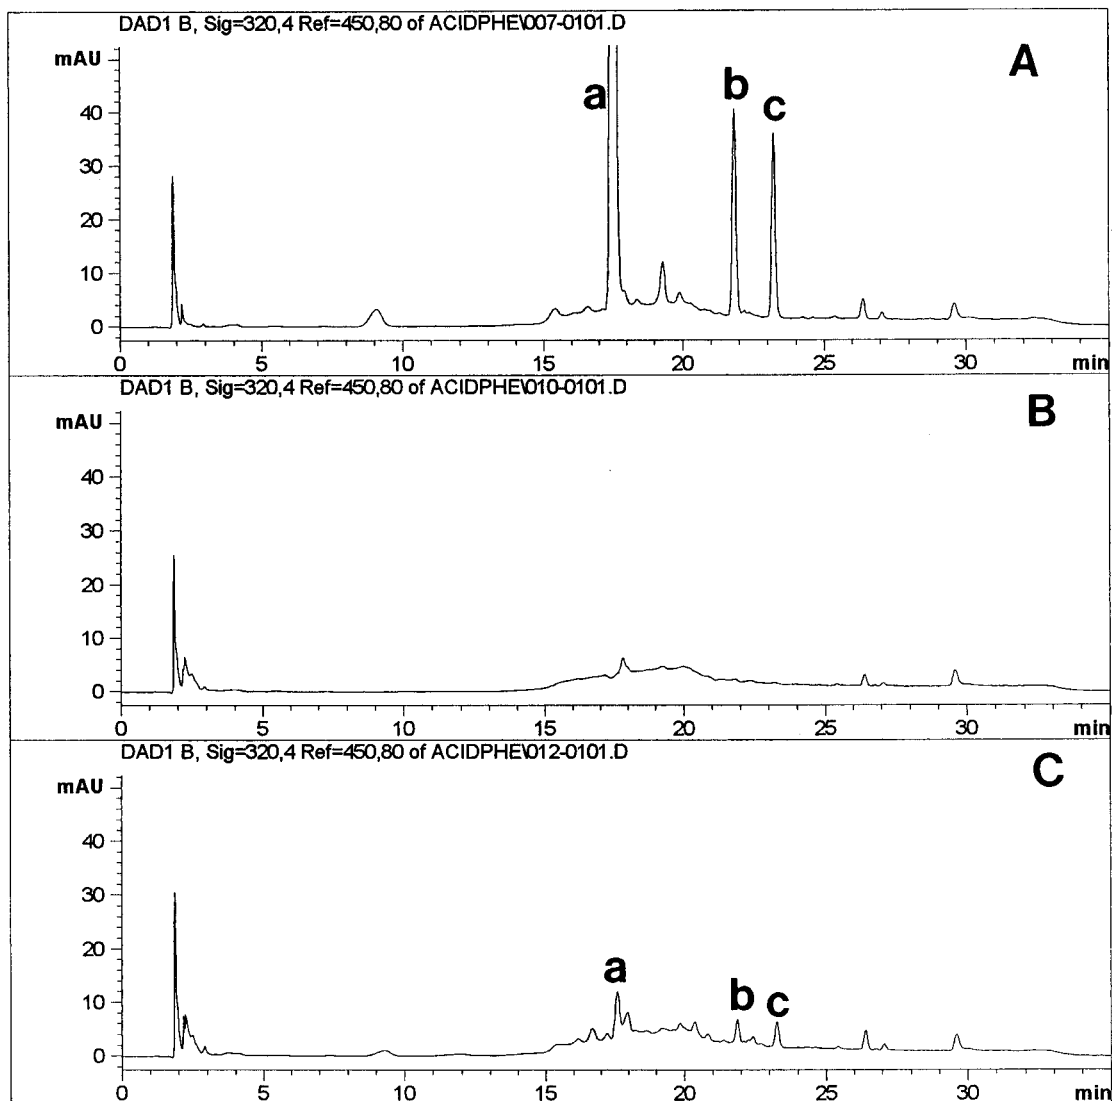 DAD1 B, Sig=320,4 Ref=450,80 of ACIDPHE\007-0101.D
mAU
A
a
b
c
40
30
20
10
0
0 5 10 15 20 25 30 min
DAD1 B, Sig=320,4 Ref=450,80 of ACIDPHE\010-0101.D
mAU
B
40
30
20
10
0
0 5 10 15 20 25 30 min
DAD1 B, Sig=320,4 Ref=450,80 of ACIDPHE\012-0101.D
mAU
C
40
30
20
10
0
a
b
c
0 5 10 15 20 25 30 min